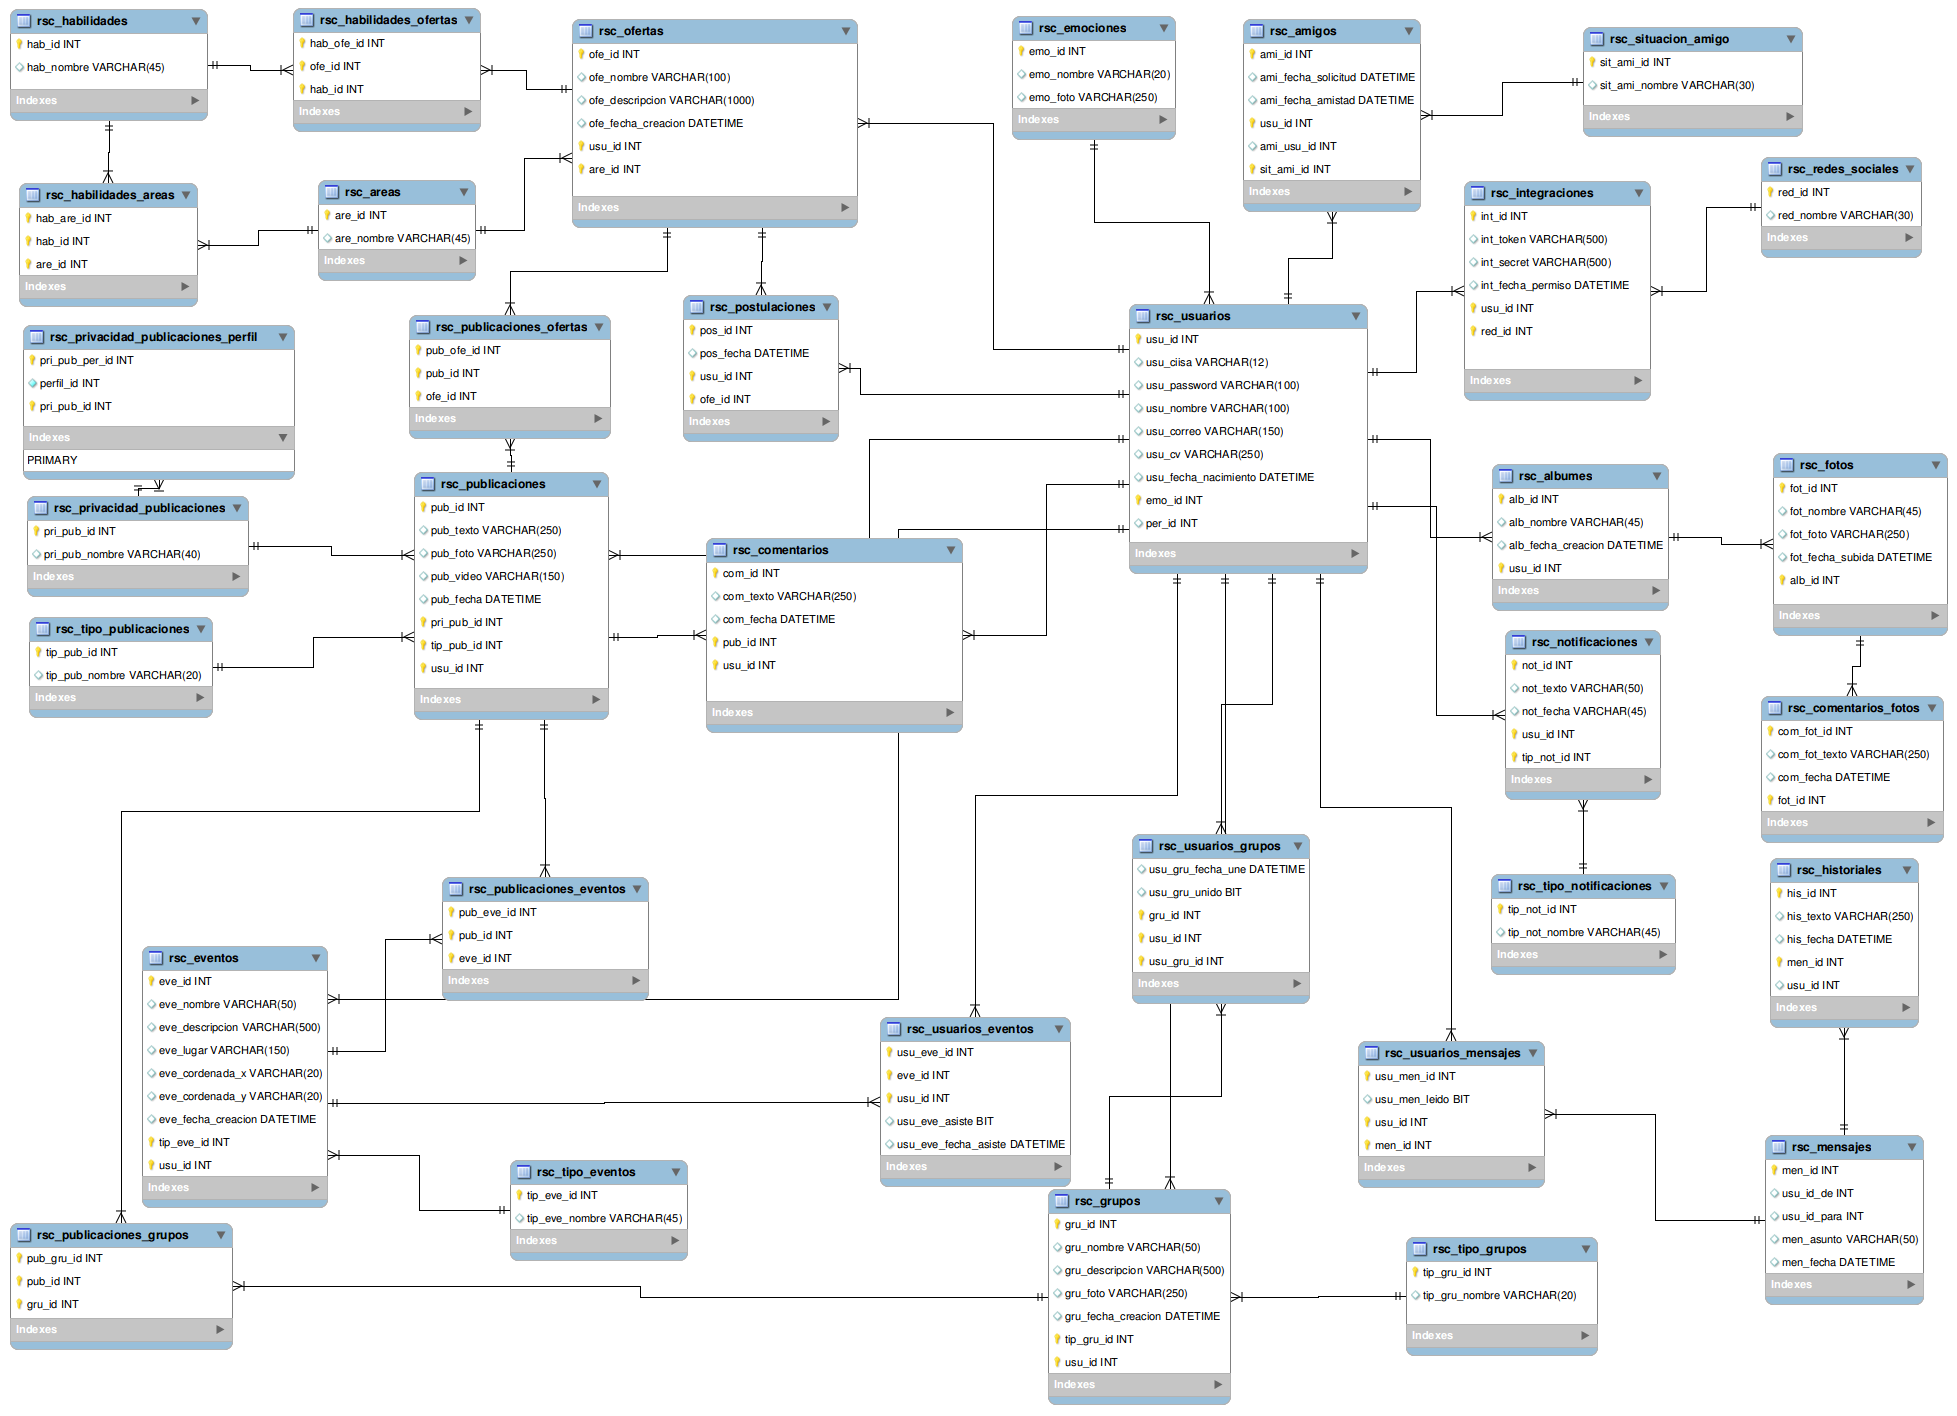 rsc_habilidades
hab_id INT
hab_nombre VARCHAR(45)
Indexes
rsc_habilidades_ofertas
hab_ofe_id INT
ofe_id INT
hab_id INT
Indexes
rsc_ofertas
ofe_id INT
ofe_nombre VARCHAR(100)
ofe_descripcion VARCHAR(1000)
ofe_fecha_creacion DATETIME
usu_id INT
are_id INT
Indexes
rsc_emociones
emo_id INT
emo_nombre VARCHAR(20)
emo_foto VARCHAR(250)
Indexes
rsc_amigos
ami_id INT
ami_fecha_solicitud DATETIME
ami_fecha_amistad DATETIME
usu_id INT
ami_usu_id INT
sit_ami_id INT
Indexes
rsc_situacion_amigo
sit_ami_id INT
sit_ami_nombre VARCHAR(30)
Indexes
rsc_habilidades_areas
hab_are_id INT
hab_id INT
are_id INT
Indexes
rsc_areas
are_id INT
are_nombre VARCHAR(45)
Indexes
rsc_integraciones
int_id INT
int_token VARCHAR(500)
int_secret VARCHAR(500)
int_fecha_permiso DATETIME
usu_id INT
red_id INT
Indexes
rsc_redes_sociales
red_id INT
red_nombre VARCHAR(30)
Indexes
rsc_privacidad_publicaciones_perfil
pri_pub_per_id INT
perfil_id INT
pri_pub_id INT
Indexes
PRIMARY
rsc_publicaciones_ofertas
pub_ofe_id INT
pub_id INT
ofe_id INT
Indexes
rsc_postulaciones
pos_id INT
pos_fecha DATETIME
usu_id INT
ofe_id INT
Indexes
rsc_usuarios
usu_id INT
usu_ciisa VARCHAR(12)
usu_password VARCHAR(100)
usu_nombre VARCHAR(100)
usu_correo VARCHAR(150)
usu_cv VARCHAR(250)
usu_fecha_nacimiento DATETIME
emo_id INT
per_id INT
Indexes
rsc_privacidad_publicaciones
pri_pub_id INT
pri_pub_nombre VARCHAR(40)
Indexes
rsc_publicaciones
pub_id INT
pub_texto VARCHAR(250)
pub_foto VARCHAR(250)
pub_video VARCHAR(150)
pub_fecha DATETIME
pri_pub_id INT
tip_pub_id INT
usu_id INT
Indexes
rsc_comentarios
com_id INT
com_texto VARCHAR(250)
com_fecha DATETIME
pub_id INT
usu_id INT
Indexes
rsc_albumes
alb_id INT
alb_nombre VARCHAR(45)
alb_fecha_creacion DATETIME
usu_id INT
Indexes
rsc_fotos
fot_id INT
fot_nombre VARCHAR(45)
fot_foto VARCHAR(250)
fot_fecha_subida DATETIME
alb_id INT
Indexes
rsc_tipo_publicaciones
tip_pub_id INT
tip_pub_nombre VARCHAR(20)
Indexes
rsc_notificaciones
not_id INT
not_texto VARCHAR(50)
not_fecha VARCHAR(45)
usu_id INT
tip_not_id INT
Indexes
rsc_comentarios_fotos
com_fot_id INT
com_fot_texto VARCHAR(250)
com_fecha DATETIME
fot_id INT
Indexes
rsc_publicaciones_eventos
pub_eve_id INT
pub_id INT
eve_id INT
Indexes
rsc_usuarios_grupos
usu_gru_fecha_une DATETIME
usu_gru_unido BIT
gru_id INT
usu_id INT
usu_gru_id INT
Indexes
rsc_tipo_notificaciones
tip_not_id INT
tip_not_nombre VARCHAR(45)
Indexes
rsc_historiales
his_id INT
his_texto VARCHAR(250)
his_fecha DATETIME
men_id INT
usu_id INT
Indexes
rsc_eventos
eve_id INT
eve_nombre VARCHAR(50)
eve_descripcion VARCHAR(500)
eve_lugar VARCHAR(150)
eve_cordenada_x VARCHAR(20)
eve_cordenada_y VARCHAR(20)
eve_fecha_creacion DATETIME
tip_eve_id INT
usu_id INT
Indexes
rsc_usuarios_eventos
usu_eve_id INT
eve_id INT
usu_id INT
usu_eve_asiste BIT
usu_eve_fecha_asiste DATETIME
Indexes
rsc_usuarios_mensajes
usu_men_id INT
usu_men_leido BIT
usu_id INT
men_id INT
Indexes
rsc_mensajes
men_id INT
usu_id_de INT
usu_id_para INT
men_asunto VARCHAR(50)
men_fecha DATETIME
Indexes
rsc_tipo_eventos
tip_eve_id INT
tip_eve_nombre VARCHAR(45)
Indexes
rsc_publicaciones_grupos
pub_gru_id INT
pub_id INT
gru_id INT
Indexes
rsc_grupos
gru_id INT
gru_nombre VARCHAR(50)
gru_descripcion VARCHAR(500)
gru_foto VARCHAR(250)
gru_fecha_creacion DATETIME
tip_gru_id INT
usu_id INT
Indexes
rsc_tipo_grupos
tip_gru_id INT
tip_gru_nombre VARCHAR(20)
Indexes